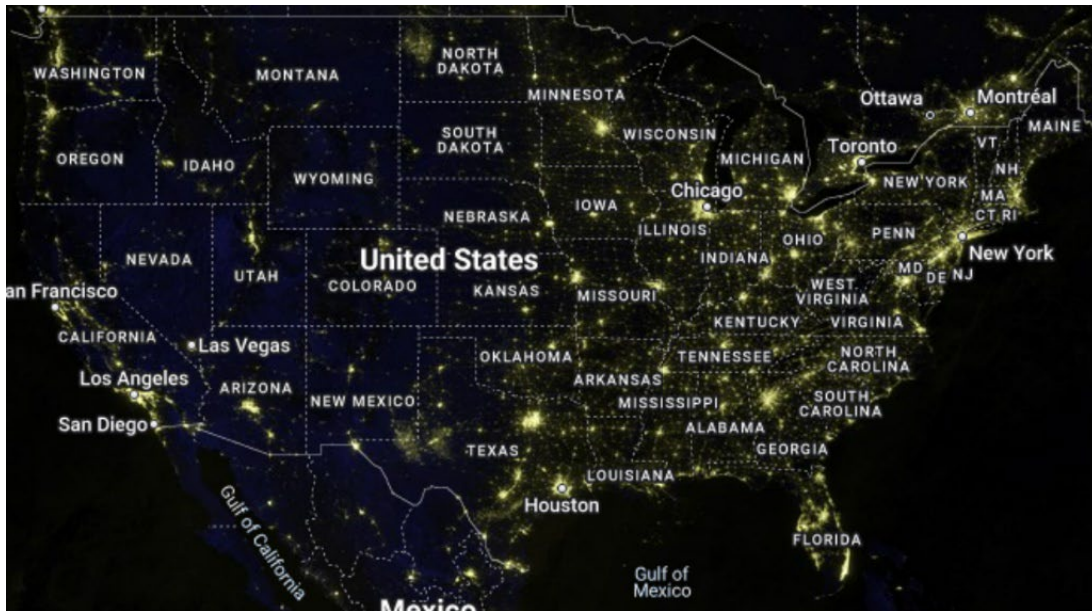 WASHINGTON
MONTANA
NORTH
DAKOTA
MINNESOTA
Ottawa
Montréal
MAINE
OREGON
IDAHO
SOUTH
DAKOTA
WISCONSIN
MICHIGAN
Toronto
VT
NH
WYOMING
NEW YORK
MA
Chicago
IOWA
NEBRASKA
ILLINOIS
CT RI
OHIO
PENN
NEVADA
UTAH
United States
INDIANA
New York
COLORADO
KANSAS
MISSOURI
MD
DE
NJ
WEST
VIRGINIA
an Francisco
CALIFORNIA
Las Vegas
KENTUCKY
VIRGINIA
OKLAHOMA
TENNESSEE
NORTH
CAROLINA
Los Angeles
ARIZONA
NEW MEXICO
ARKANSAS
MISSISSIPPI
SOUTH
CAROLINA
San Diego
TEXAS
ALABAMA
GEORGIA
LOUISIANA
Houston
Gulf of California
FLORIDA
Gulf of
Mexico
Mexico